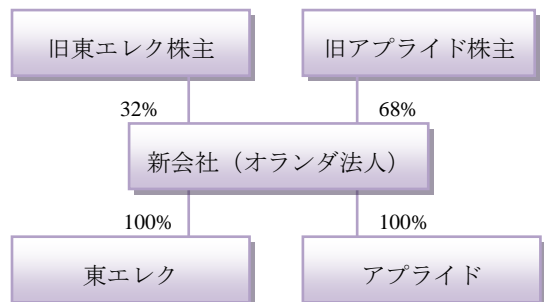 旧東エレク株主
旧アプライド株主
32%
68%
新会社（オランダ法人）
100%
100%
東エレク
アプライド